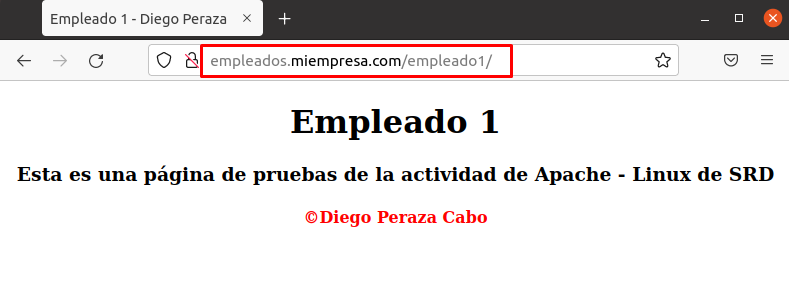 Empleado 1 - Diego Peraza
empleados.miempresa.com/empleado1/
Empleado 1
Esta es una página de pruebas de la actividad de Apache - Linux de SRD
©Diego Peraza Cabo